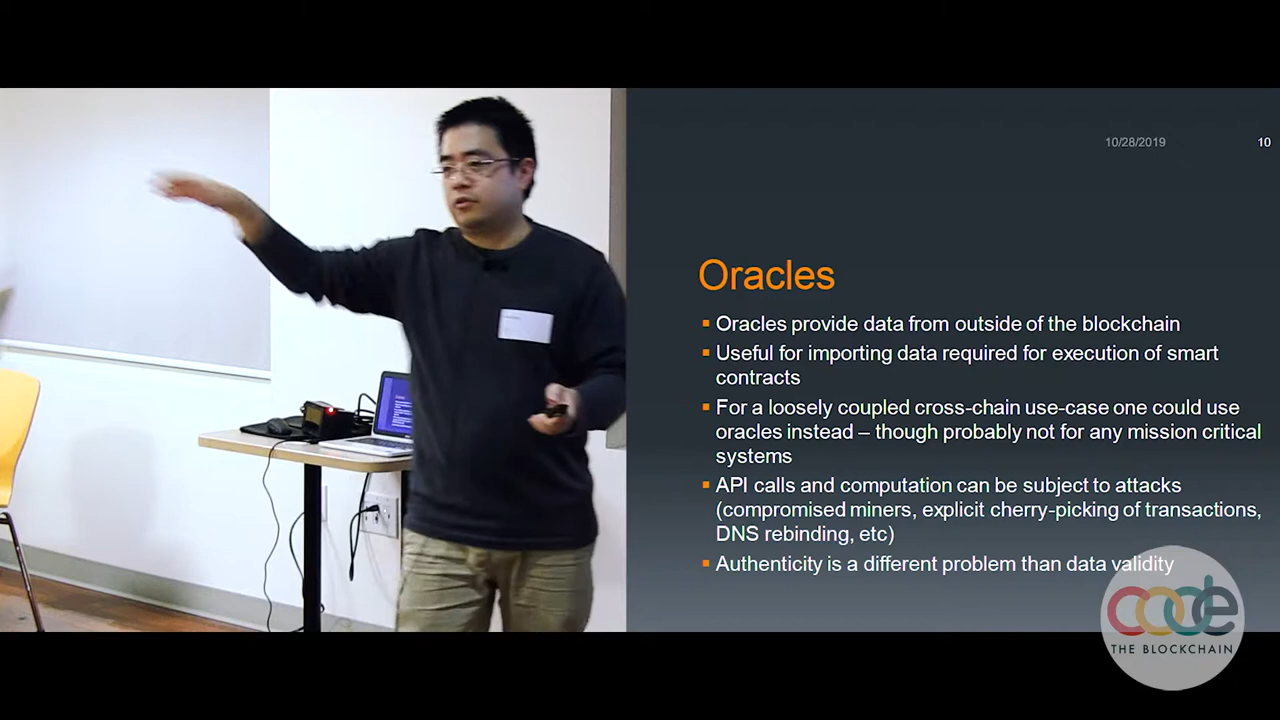 10/28/2019 10
Oracles
Oracles provide data from outside of the blockchain
Useful for importing data required for execution of smart
contracts
For a loosely coupled cross-chain use-case one could use
oracles instead – though probably not for any mission critical
systems
API calls and computation can be subject to attacks
(compromised miners, explicit cherry-picking of transactions,
DNS rebinding, etc)
Authenticity is a different problem than data validity
code
THE BLOCKCHAIN